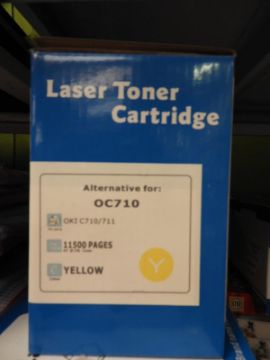 Laser Toner
Cartridge
Alternative for:
OC710
OKI C710/711
11500 PAGES
YELLOW
Y